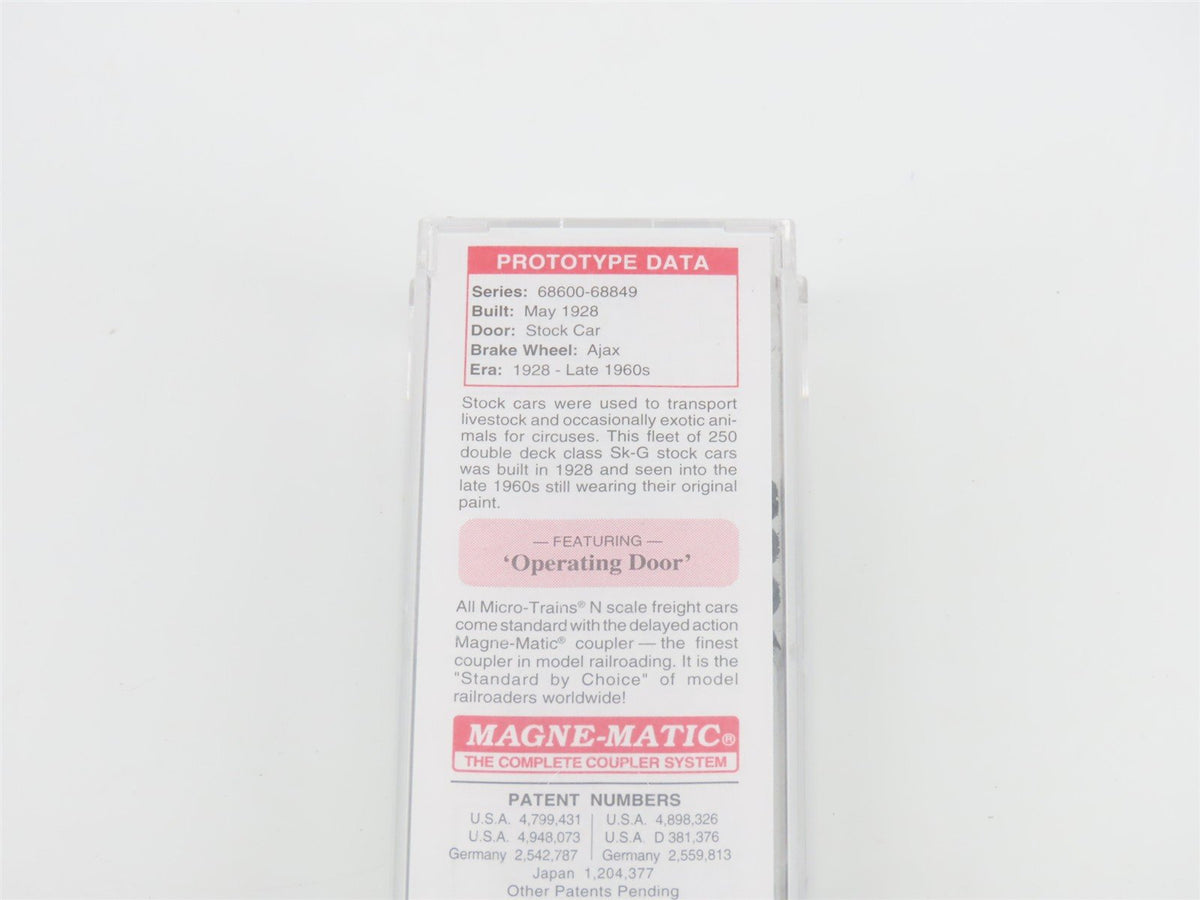 PROTOTYPE DATA
Series: 68600-68849
Built: May 1928
Door: Stock Car
Brake Wheel: Ajax
Era: 1928 - Late 1960s
Stock cars were used to transport
livestock and occasionally exotic ani-
mals for circuses. This fleet of 250
double deck class Sk-G stock cars
was built in 1928 and seen into the
late 1960s still wearing their original
paint.
— FEATURING —
‘Operating Door’
All Micro-Trains® N scale freight cars
come standard with the delayed action
Magne-Matic® coupler — the finest
coupler in model railroading. It is the
"Standard by Choice" of model
railroaders worldwide!
MAGNE-MATIC®
THE COMPLETE COUPLER SYSTEM
PATENT NUMBERS
U.S.A. 4,799,431 | U.S.A. 4,898,326
U.S.A. 4,948,073 | U.S.A. D 381,376
Germany 2,542,787 | Germany 2,559,813
Japan 1,204,377
Other Patents Pending